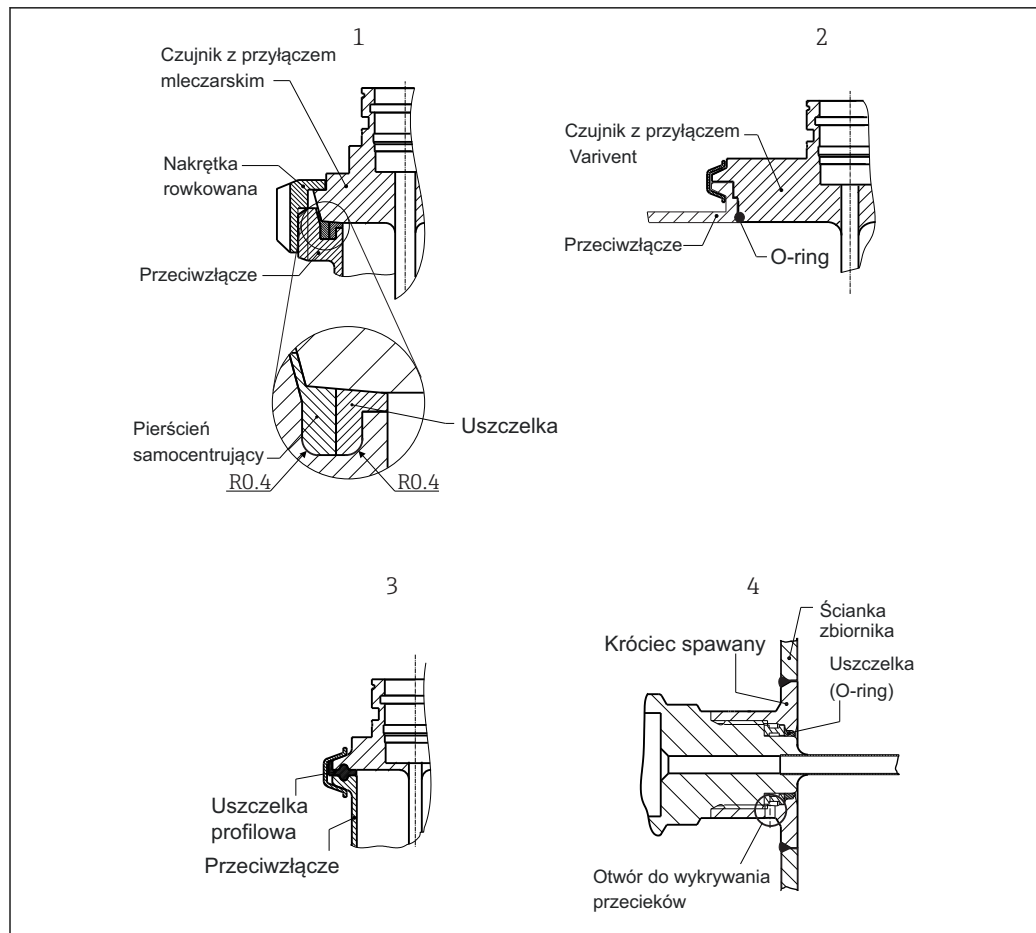 1
Czujnik z przyłączem
mleczarskim
Nakrętka
rowkowana
Przeciwzłącze
Pierścień
samocentrujący
Uszczelka
R0.4
R0.4
2
Czujnik z przyłączem
Varivent
Przeciwzłącze
O-ring
3
Uszczelka
profilowa
Przeciwzłącze
4
Ścianka
zbiornika
Króciec spawany
Uszczelka
(O-ring)
Otwór do wykrywania
przecieków